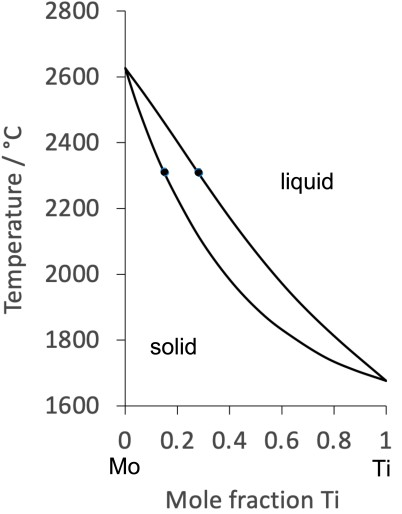 2800
2600
2400
2200
2000
1800
1600
Temperature / °C
liquid
solid
0 0.2 0.4 0.6 0.8 1
Mo Ti
Mole fraction Ti